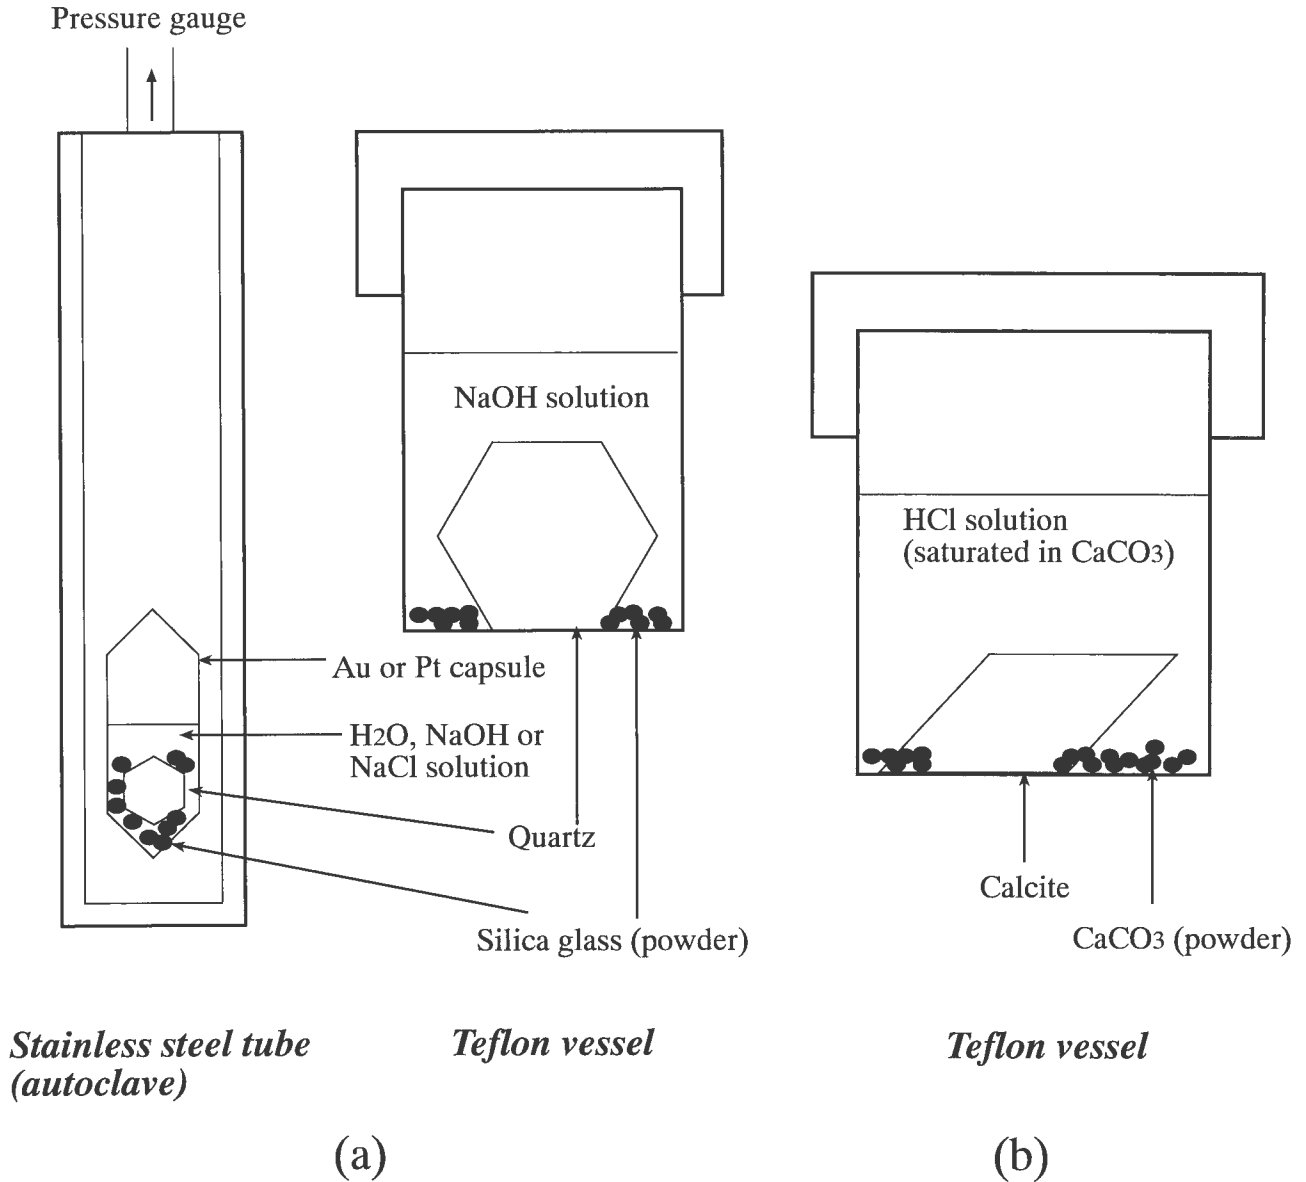 Pressure gauge
NaOH solution
HCl solution
(saturated in CaCO3)
Au or Pt capsule
H2O, NaOH or
NaCl solution
Quartz
Silica glass (powder)
Calcite
CaCO3 (powder)
Stainless steel tube
(autoclave)
Teflon vessel
Teflon vessel
(a)
(b)